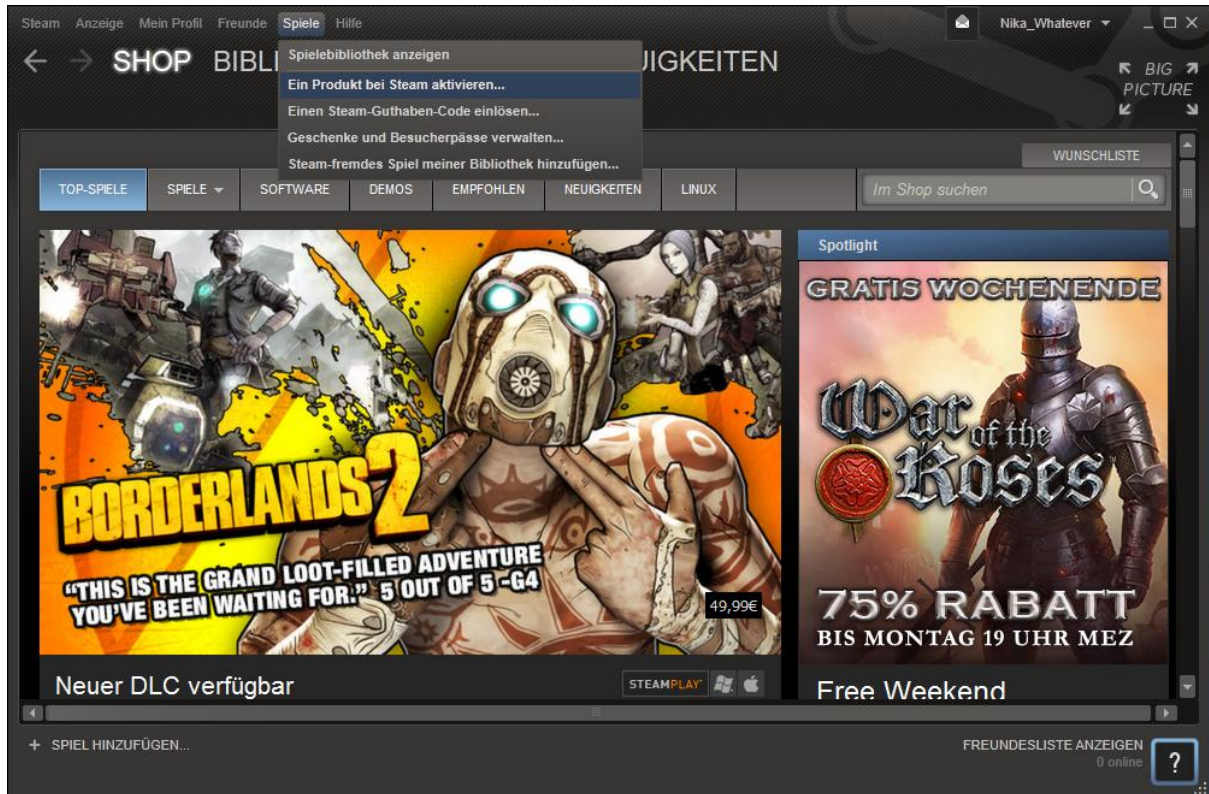 Steam Anzeige Mein Profil Freunde Spiele Hilfe
Nika_Whatever
SHOP
Spielebibliothek anzeigen
Ein Produkt bei Steam aktivieren...
Einen Steam-Guthaben-Code einlösen...
Geschenke und Besucherpässe verwalten...
Steam-fremdes Spiel meiner Bibliothek hinzufügen...
BIG
PICTURE
WUNSCHLISTE
TOP-SPIELE SPIELE SOFTWARE DEMOS EMPFOHLEN NEUIGKEITEN LINUX
Im Shop suchen
BORDERLANDS 2
"THIS IS THE GRAND LOOT-FILLED ADVENTURE
YOU'VE BEEN WAITING FOR." 5 OUT OF 5 -G4
49,99€
Neuer DLC verfügbar
STEAMPLAY
Spotlight
GRATIS WOCHENENDE
War
of the
Roses
75% RABATT
BIS MONTAG 19 UHR MEZ
Free Weekend
+ SPIEL HINZUFÜGEN...
FREUNDESLISTE ANZEIGEN
0 online
?